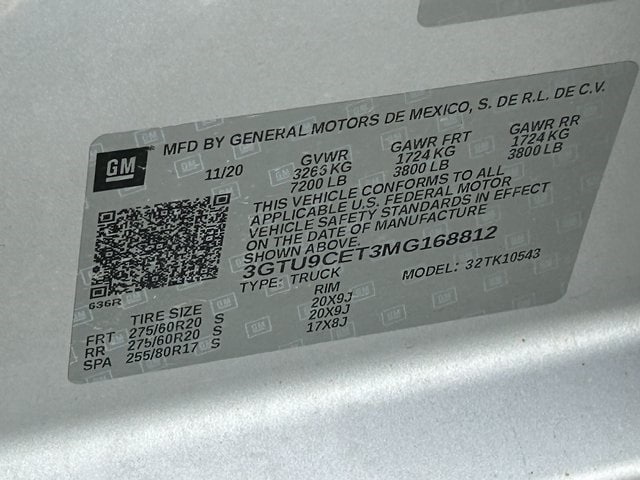 MFD BY GENERAL MOTORS DE MEXICO, S. DE R.L. DE C.V.
GM
11/20 GVWR GAWR FRT GAWR RR
3265 KG 1724 KG 1724 KG
7200 LB 3800 LB 3800 LB
THIS VEHICLE CONFORMS TO ALL
APPLICABLE U.S. FEDERAL MOTOR
VEHICLE SAFETY STANDARDS IN EFFECT
ON THE DATE OF MANUFACTURE
SHOWN ABOVE.
3GTU9CET3MG168812
TYPE: TRUCK MODEL: 32TK10543
636R
TIRE SIZE RIM
FRT 275/60R20 S 20X9J
RR 275/60R20 S 20X9J
SPA 255/80R17 S 17X8J